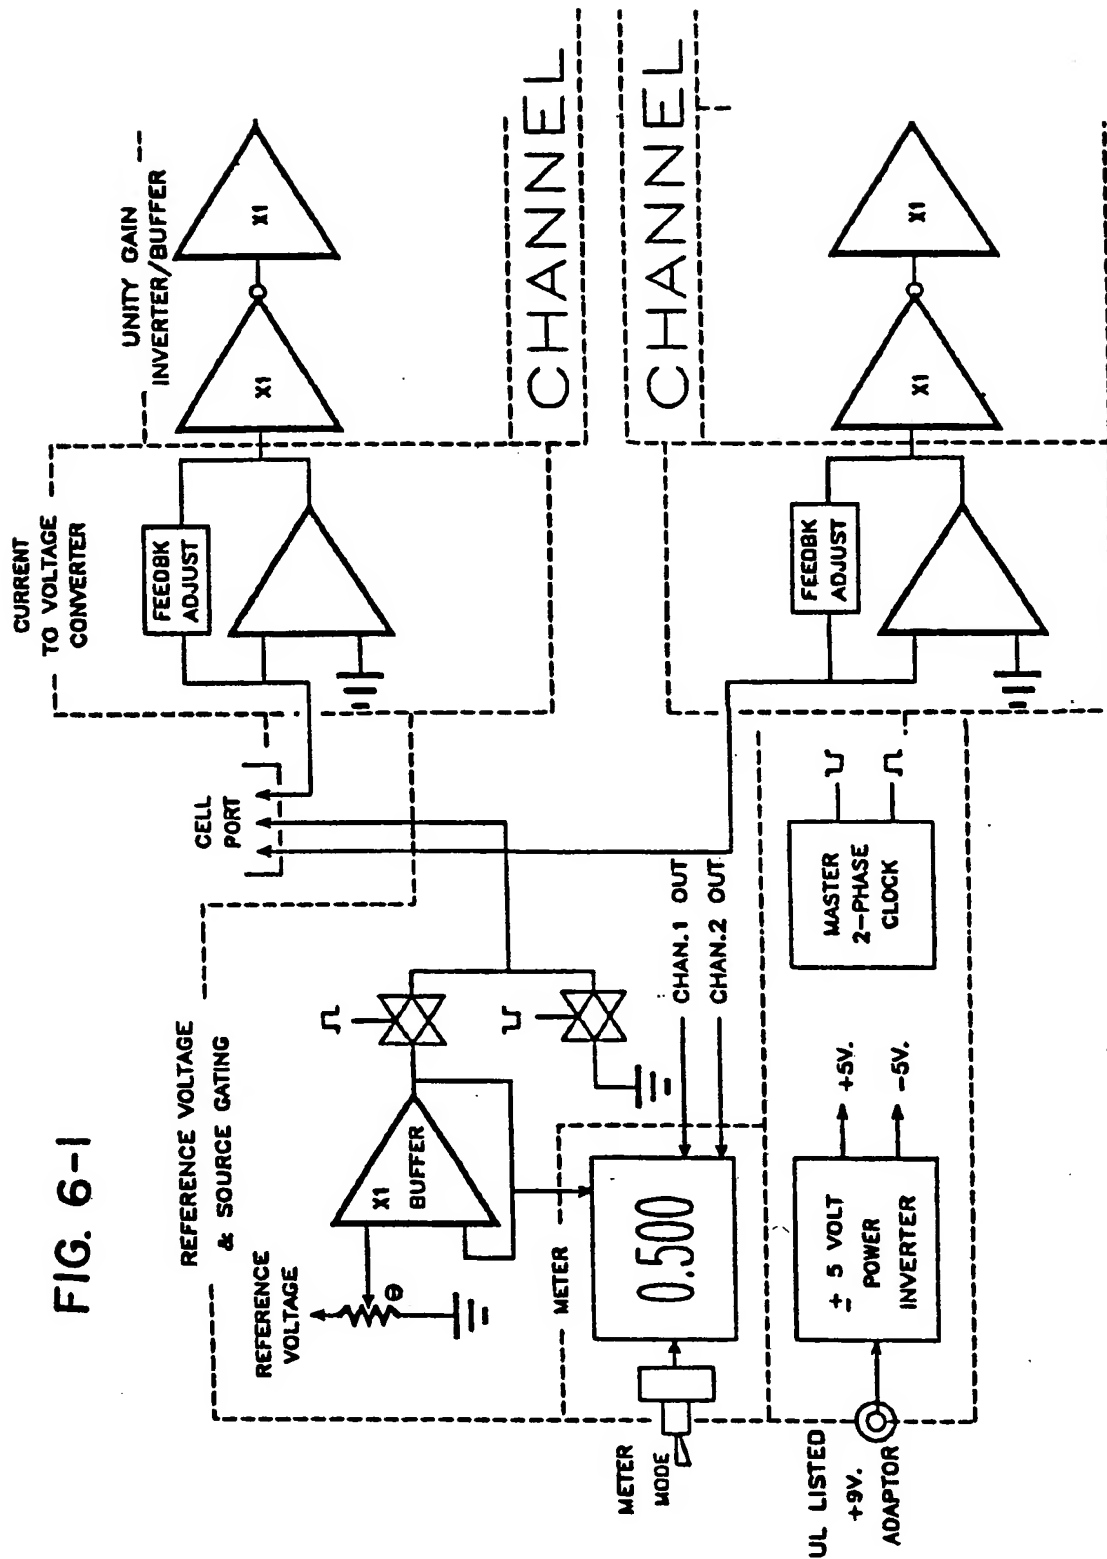 FIG. 6-1
REFERENCE VOLTAGE
& SOURCE GATING
REFERENCE
VOLTAGE
X1
BUFFER
θ
CELL
PORT
CURRENT
TO VOLTAGE
CONVERTER
FEEDBK
ADJUST
UNITY GAIN
INVERTER/BUFFER
X1
X1
CHANNEL
METER
METER
MODE
0.500
CHAN.1 OUT
CHAN.2 OUT
FEEDBK
ADJUST
X1
X1
CHANNEL
UL LISTED
+9V.
ADAPTOR
± 5 VOLT
POWER
INVERTER
+5V.
-5V.
MASTER
2-PHASE
CLOCK